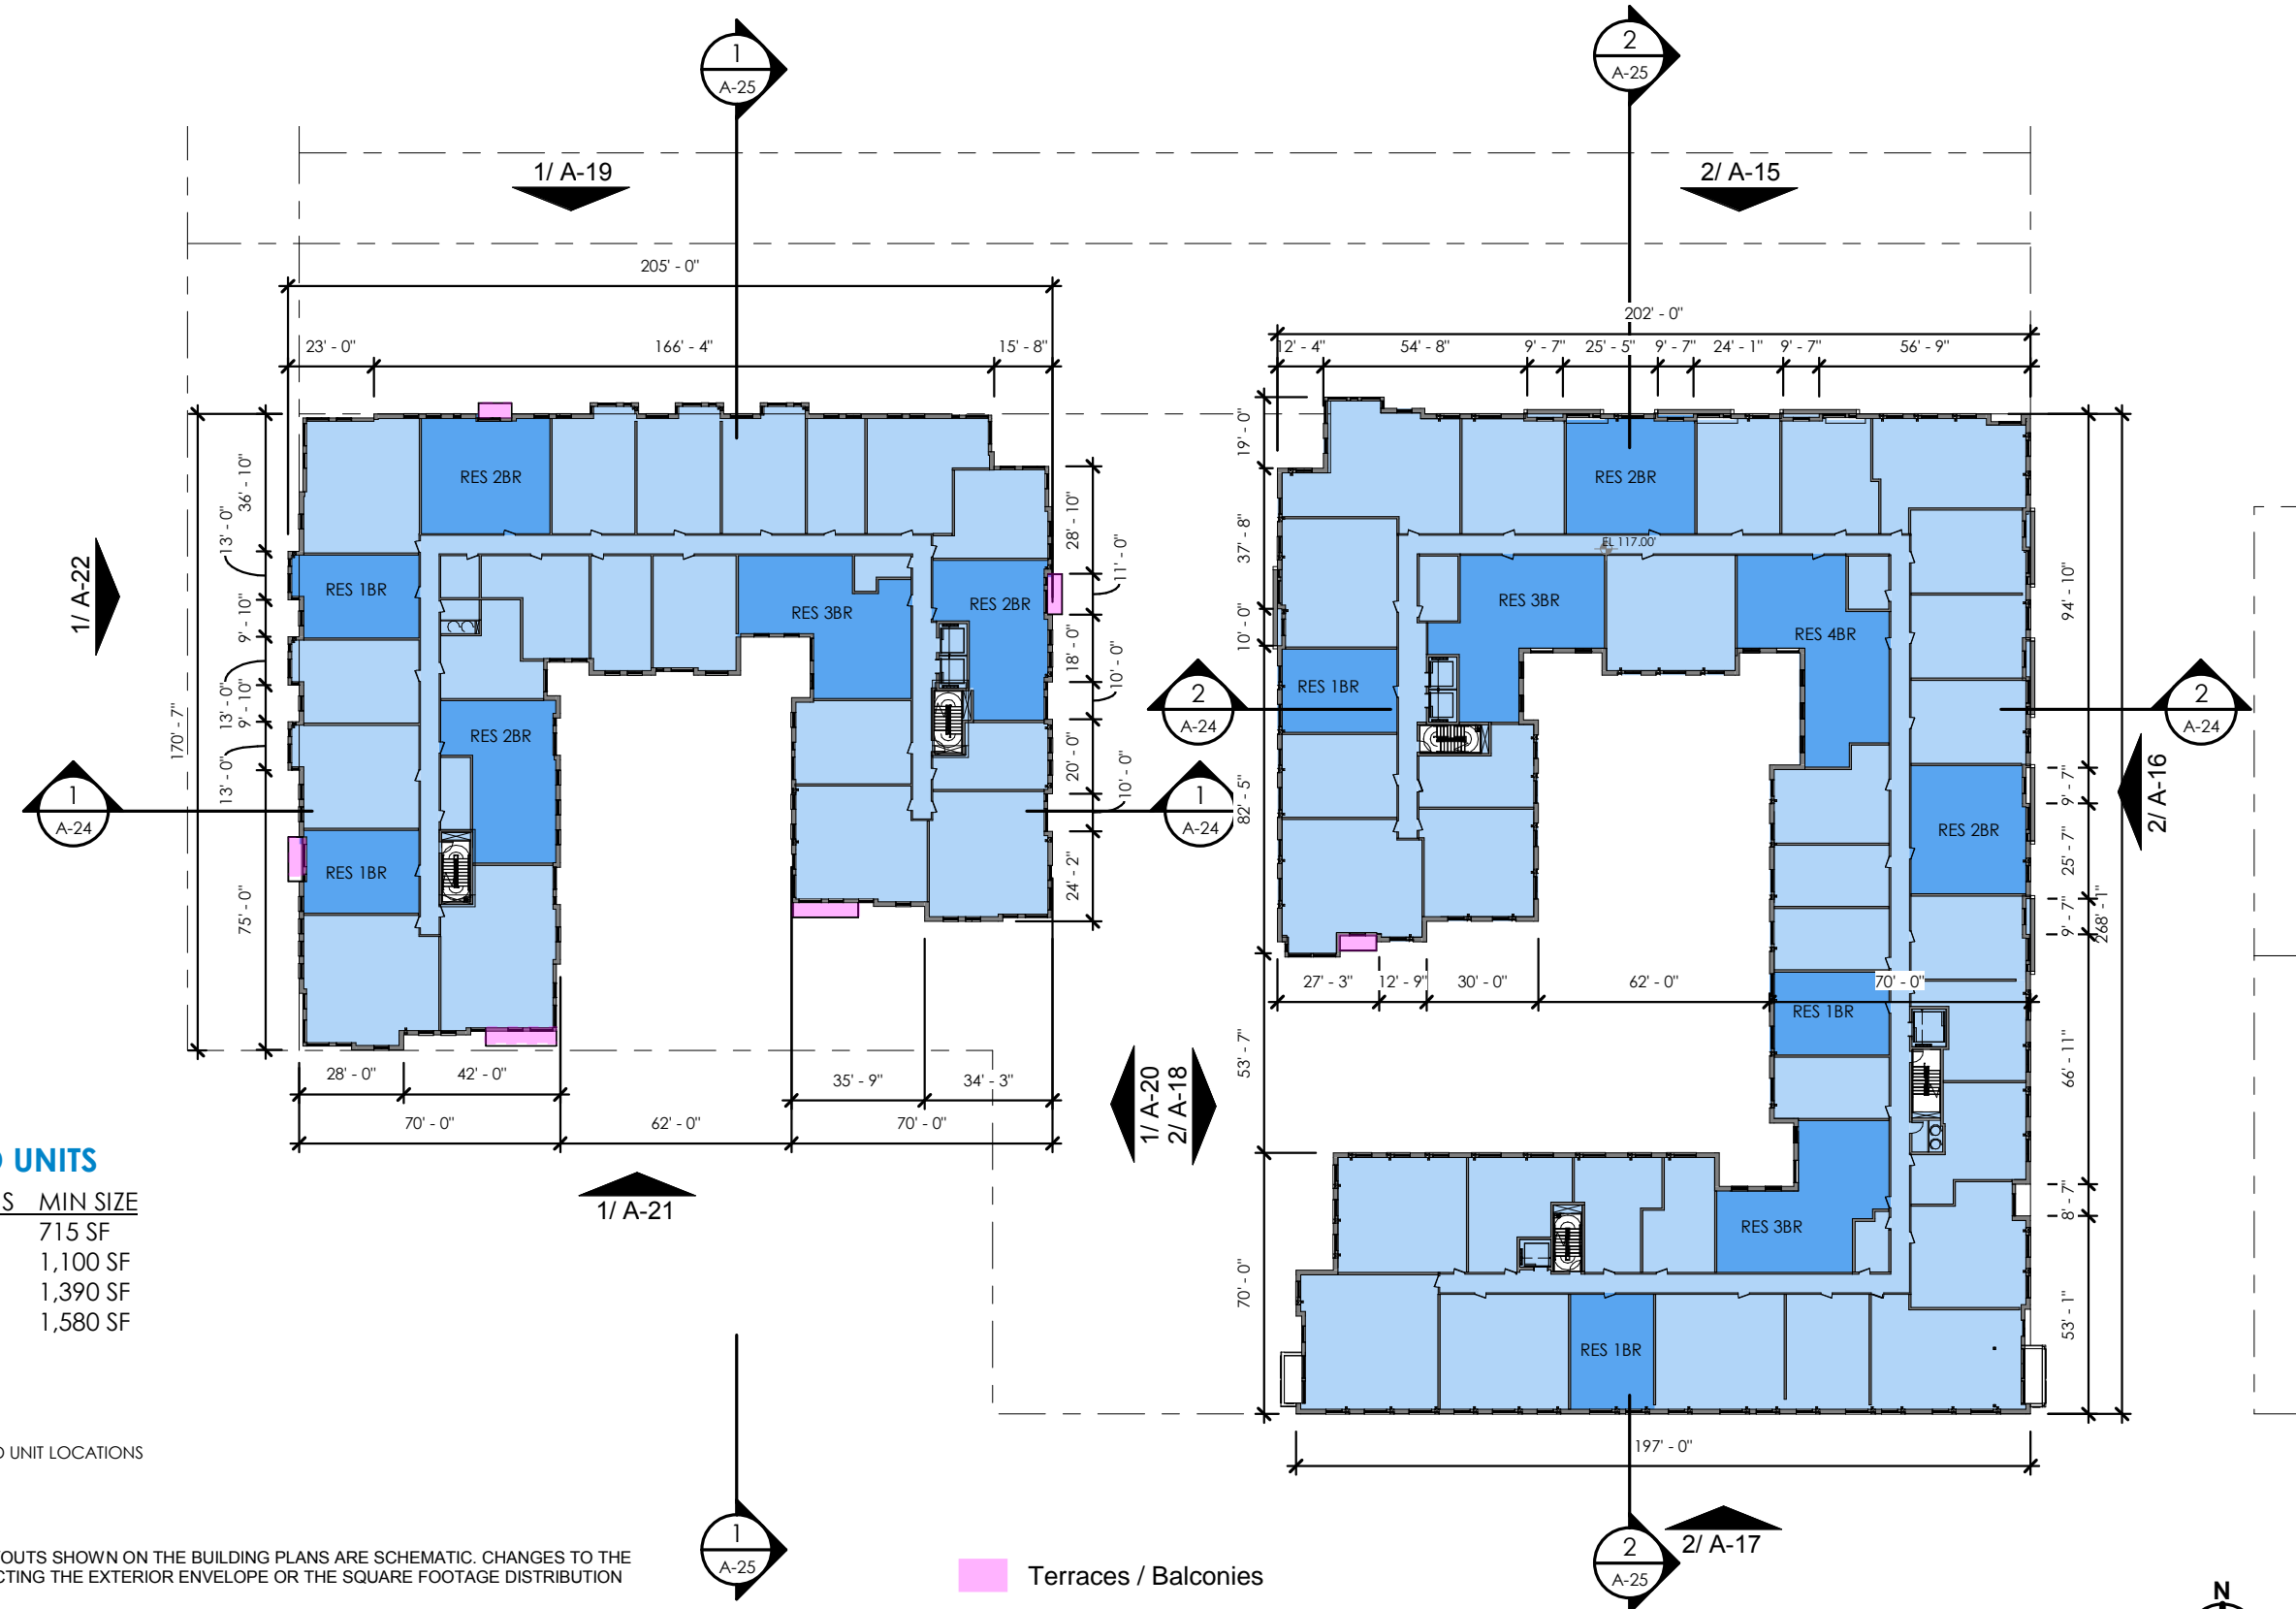 1
A-25
2
A-25
1/ A-19
2/ A-15
205' - 0"
202' - 0"
23' - 0"
166' - 4"
15' - 8"
12' - 4"
54' - 8"
9' - 7"
25' - 5"
9' - 7"
24' - 1"
9' - 7"
56' - 9"
170' - 7"
36' - 10"
13' - 0"
9' - 10"
13' - 0"
9' - 10"
13' - 0"
75' - 0"
1/ A-22
1
A-24
RES 2BR
RES 1BR
RES 3BR
RES 2BR
RES 2BR
RES 1BR
28' - 10"
11' - 0"
18' - 0"
10' - 0"
20' - 0"
10' - 0"
24' - 2"
2
A-24
1
A-24
19' - 0"
37' - 8"
10' - 0"
82' - 5"
53' - 7"
70' - 0"
RES 2BR
EL 117.00'
RES 3BR
RES 4BR
RES 1BR
RES 2BR
RES 1BR
RES 3BR
RES 1BR
94' - 10"
9' - 7"
25' - 7"
9' - 7"
268' - 1"
66' - 11"
8' - 7"
53' - 1"
2
A-24
2/ A-16
27' - 3"
12' - 9"
30' - 0"
62' - 0"
70' - 0"
28' - 0"
42' - 0"
35' - 9"
34' - 3"
70' - 0"
62' - 0"
70' - 0"
1/ A-20
2/ A-18
1/ A-21
UNITS
S MIN SIZE
715 SF
1,100 SF
1,390 SF
1,580 SF
UNIT LOCATIONS
197' - 0"
2/ A-17
1
A-25
2
A-25
OUTS SHOWN ON THE BUILDING PLANS ARE SCHEMATIC. CHANGES TO THE
CTING THE EXTERIOR ENVELOPE OR THE SQUARE FOOTAGE DISTRIBUTION
Terraces / Balconies
N